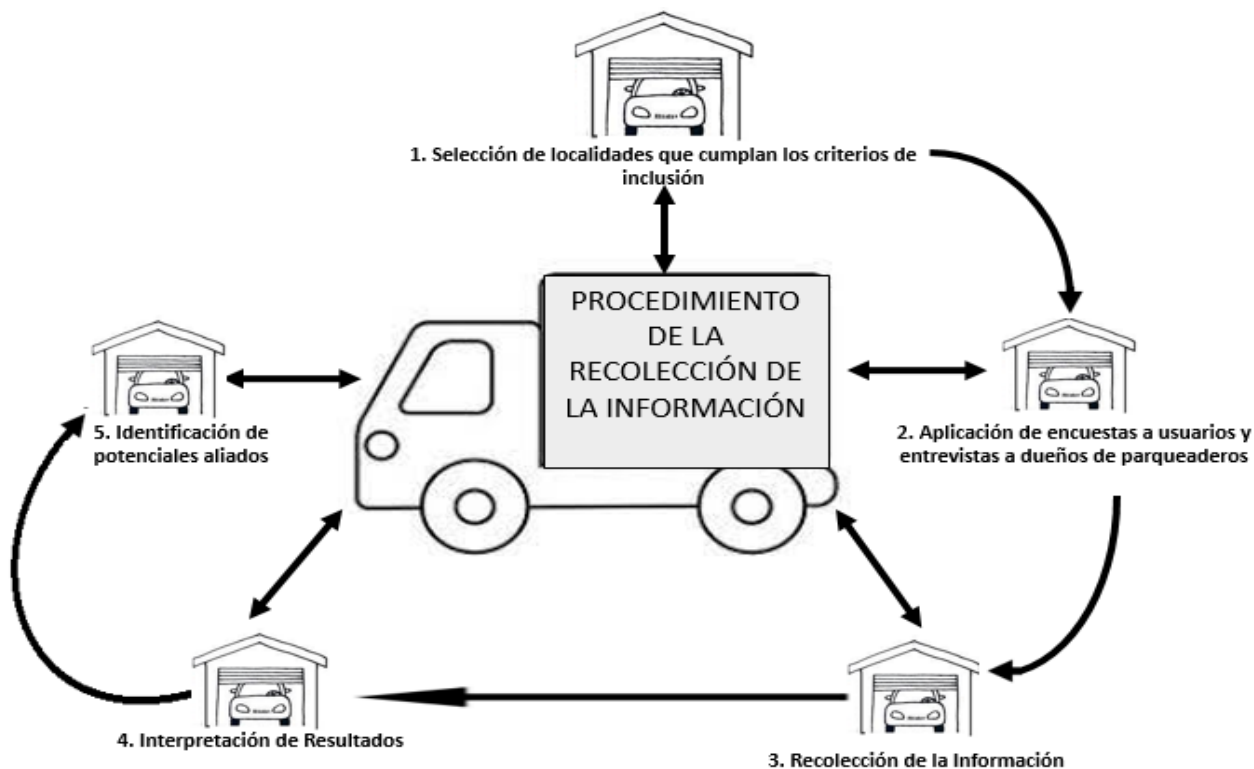 1. Selección de localidades que cumplan los criterios de
inclusión
PROCEDIMIENTO
DE LA
RECOLECCIÓN DE
LA INFORMACIÓN
5. Identificación de
potenciales aliados
2. Aplicación de encuestas a usuarios y
entrevistas a dueños de parqueaderos
4. Interpretación de Resultados
3. Recolección de la Información